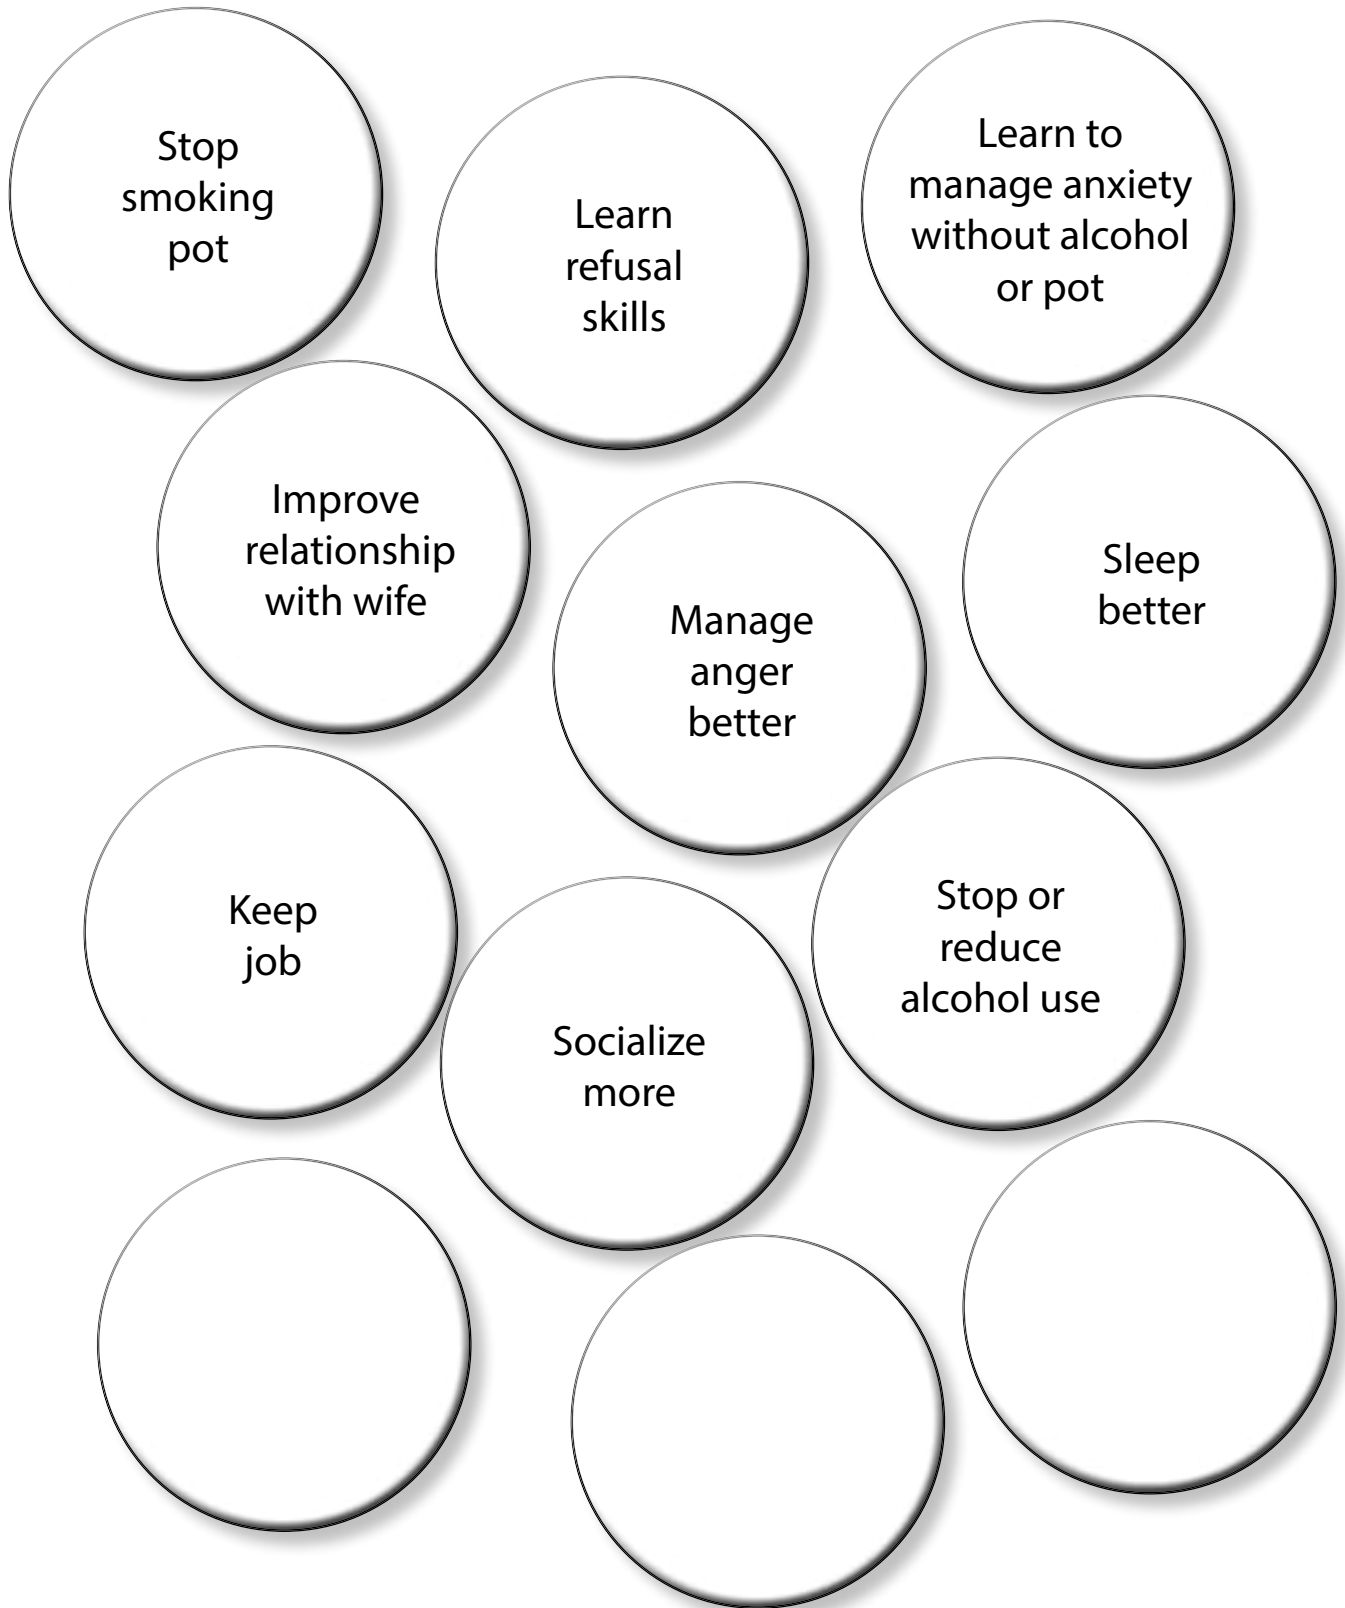 Stop
smoking
pot
Learn
refusal
skills
Learn to
manage anxiety
without alcohol
or pot
Improve
relationship
with wife
Manage
anger
better
Sleep
better
Keep
job
Socialize
more
Stop or
reduce
alcohol use